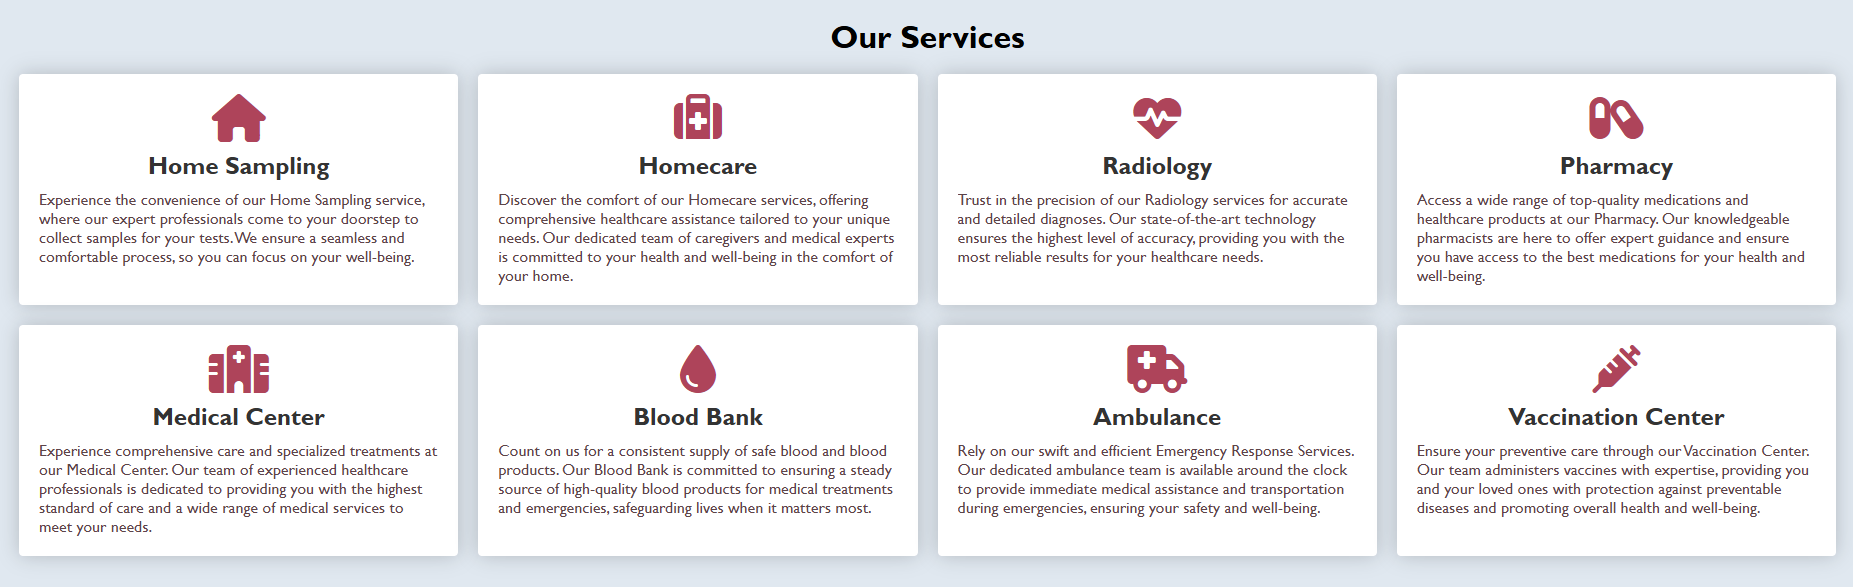 Our Services
Home Sampling
Experience the convenience of our Home Sampling service,
where our expert professionals come to your doorstep to
collect samples for your tests. We ensure a seamless and
comfortable process, so you can focus on your well-being.
Homecare
Discover the comfort of our Homecare services, offering
comprehensive healthcare assistance tailored to your unique
needs. Our dedicated team of caregivers and medical experts
is committed to your health and well-being in the comfort of
your home.
Radiology
Trust in the precision of our Radiology services for accurate
and detailed diagnoses. Our state-of-the-art technology
ensures the highest level of accuracy, providing you with the
most reliable results for your healthcare needs.
Pharmacy
Access a wide range of top-quality medications and
healthcare products at our Pharmacy. Our knowledgeable
pharmacists are here to offer expert guidance and ensure
you have access to the best medications for your health and
well-being.
Medical Center
Experience comprehensive care and specialized treatments at
our Medical Center. Our team of experienced healthcare
professionals is dedicated to providing you with the highest
standard of care and a wide range of medical services to
meet your needs.
Blood Bank
Count on us for a consistent supply of safe blood and blood
products. Our Blood Bank is committed to ensuring a steady
source of high-quality blood products for medical treatments
and emergencies, safeguarding lives when it matters most.
Ambulance
Rely on our swift and efficient Emergency Response Services.
Our dedicated ambulance team is available around the clock
to provide immediate medical assistance and transportation
during emergencies, ensuring your safety and well-being.
Vaccination Center
Ensure your preventive care through our Vaccination Center.
Our team administers vaccines with expertise, providing you
and your loved ones with protection against preventable
diseases and promoting overall health and well-being.